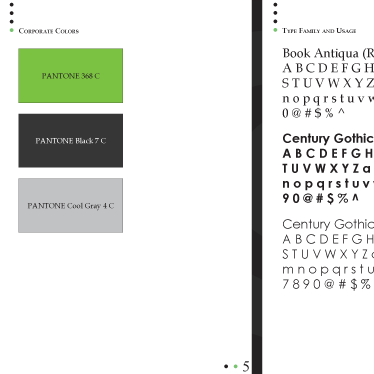 Corporate Colors
PANTONE 368 C
PANTONE Black 7 C
PANTONE Cool Gray 4 C
5
Type Family and Usage
Book Antiqua (R
A B C D E F G H
S T U V W X Y Z
n o p q r s t u v w
0 @ # $ % ^
Century Gothic
A B C D E F G H
T U V W X Y Z a
n o p q r s t u v
9 0 @ # $ % ^
Century Gothic
A B C D E F G H
S T U V W X Y Z
m n o p q r s t u
7 8 9 0 @ # $ %